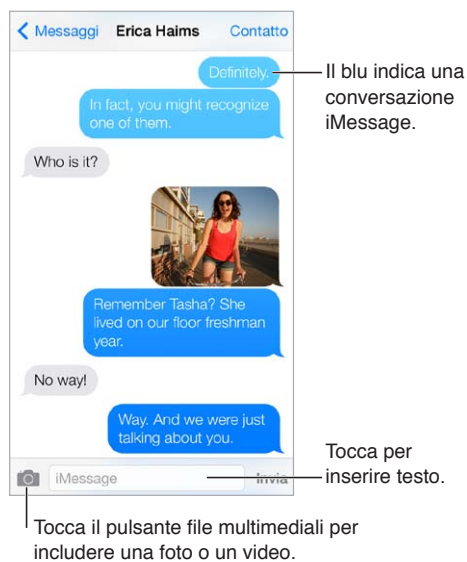 Messaggi Erica Haims Contatto
Definitely.
Il blu indica una
conversazione
iMessage.
In fact, you might recognize
one of them.
Who is it?
Remember Tasha? She
lived on our floor freshman
year.
No way!
Way. And we were just
talking about you.
Tocca per
inserire testo.
iMessage Invia
Tocca il pulsante file multimediali per
includere una foto o un video.